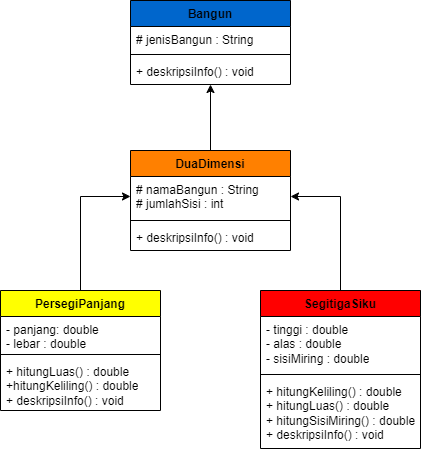 Bangun
# jenisBangun : String
+ deskripsiInfo() : void
DuaDimensi
# namaBangun : String
# jumlahSisi : int
+ deskripsiInfo() : void
PersegiPanjang
- panjang: double
- lebar : double
+ hitungLuas() : double
+hitungKeliling() : double
+ deskripsiInfo() : void
SegitigaSiku
- tinggi : double
- alas : double
- sisiMiring : double
+ hitungKeliling() : double
+ hitungLuas() : double
+ hitungSisiMiring() : double
+ deskripsiInfo() : void